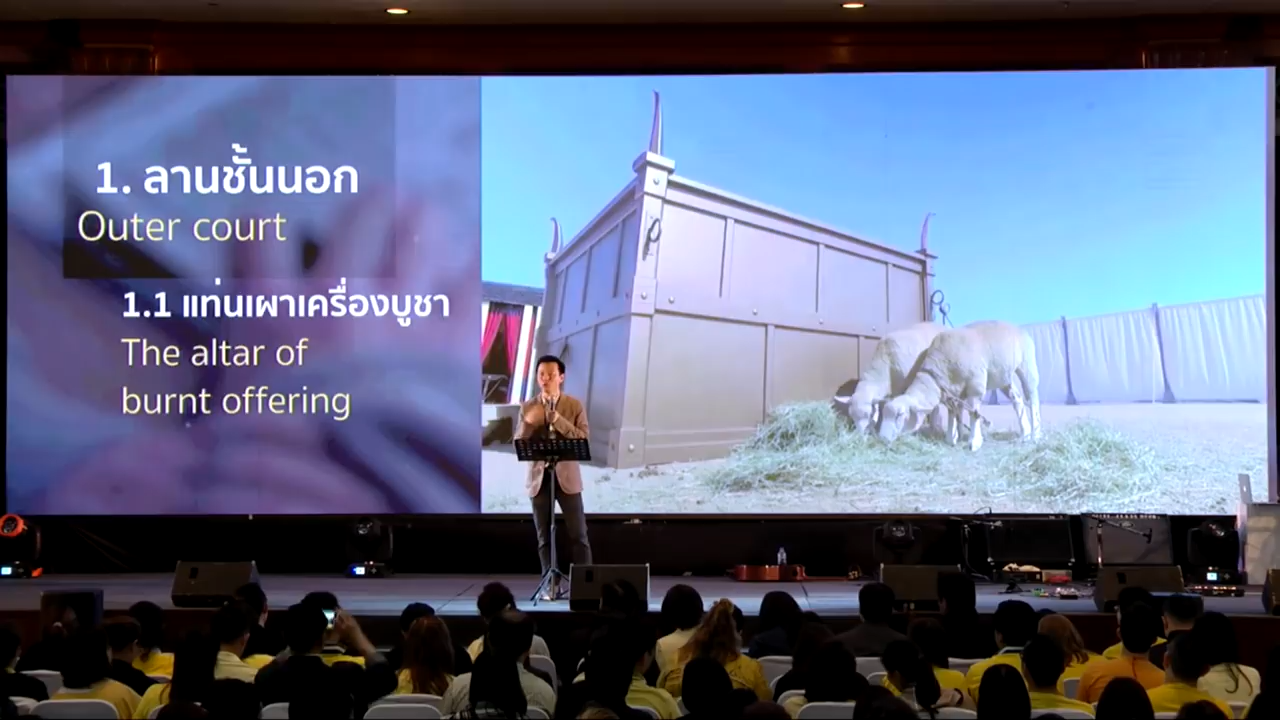 1. ลานชั้นนอก
Outer court
1.1 แท่นเผาเครื่องบูชา
The altar of
burnt offering